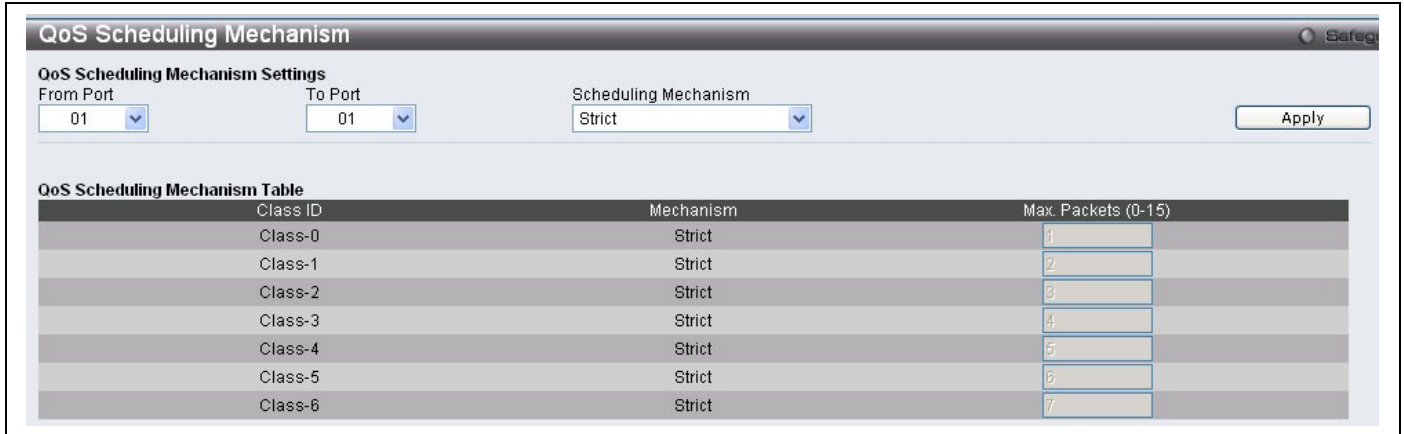 QoS Scheduling Mechanism
QoS Scheduling Mechanism Settings
From Port To Port Scheduling Mechanism
01 01 Strict Apply
QoS Scheduling Mechanism Table
Class ID Mechanism Max. Packets (0-15)
Class-0 Strict 1
Class-1 Strict 2
Class-2 Strict 3
Class-3 Strict 4
Class-4 Strict 5
Class-5 Strict 6
Class-6 Strict 7